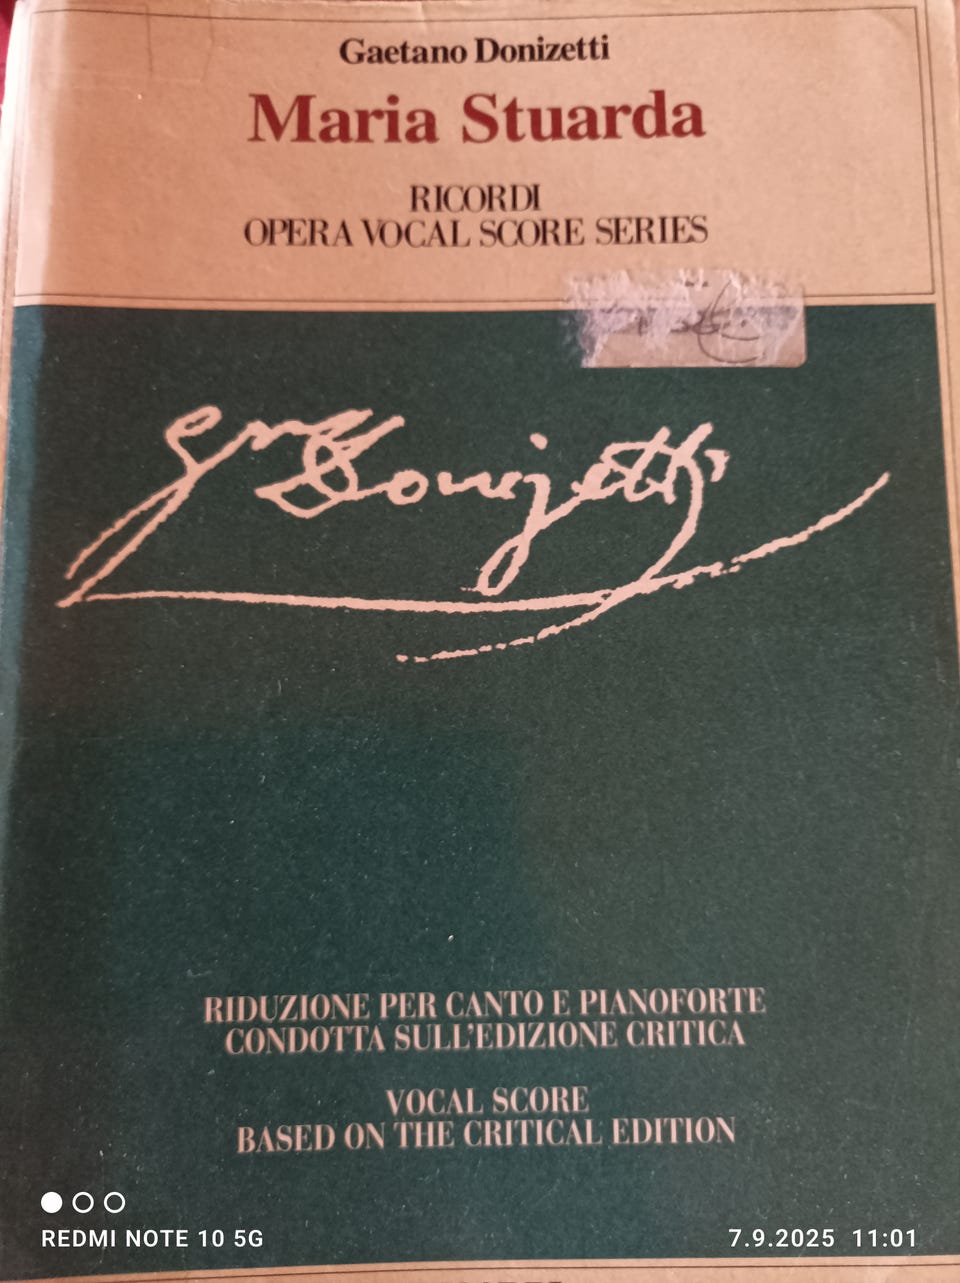 Gaetano Donizetti
Maria Stuarda
RICORDI
OPERA VOCAL SCORE SERIES
Donizetti
RIDUZIONE PER CANTO E PIANOFORTE
CONDOTTA SULL'EDIZIONE CRITICA
VOCAL SCORE
BASED ON THE CRITICAL EDITION
REDMI NOTE 10 5G
7.9.2025 11:01